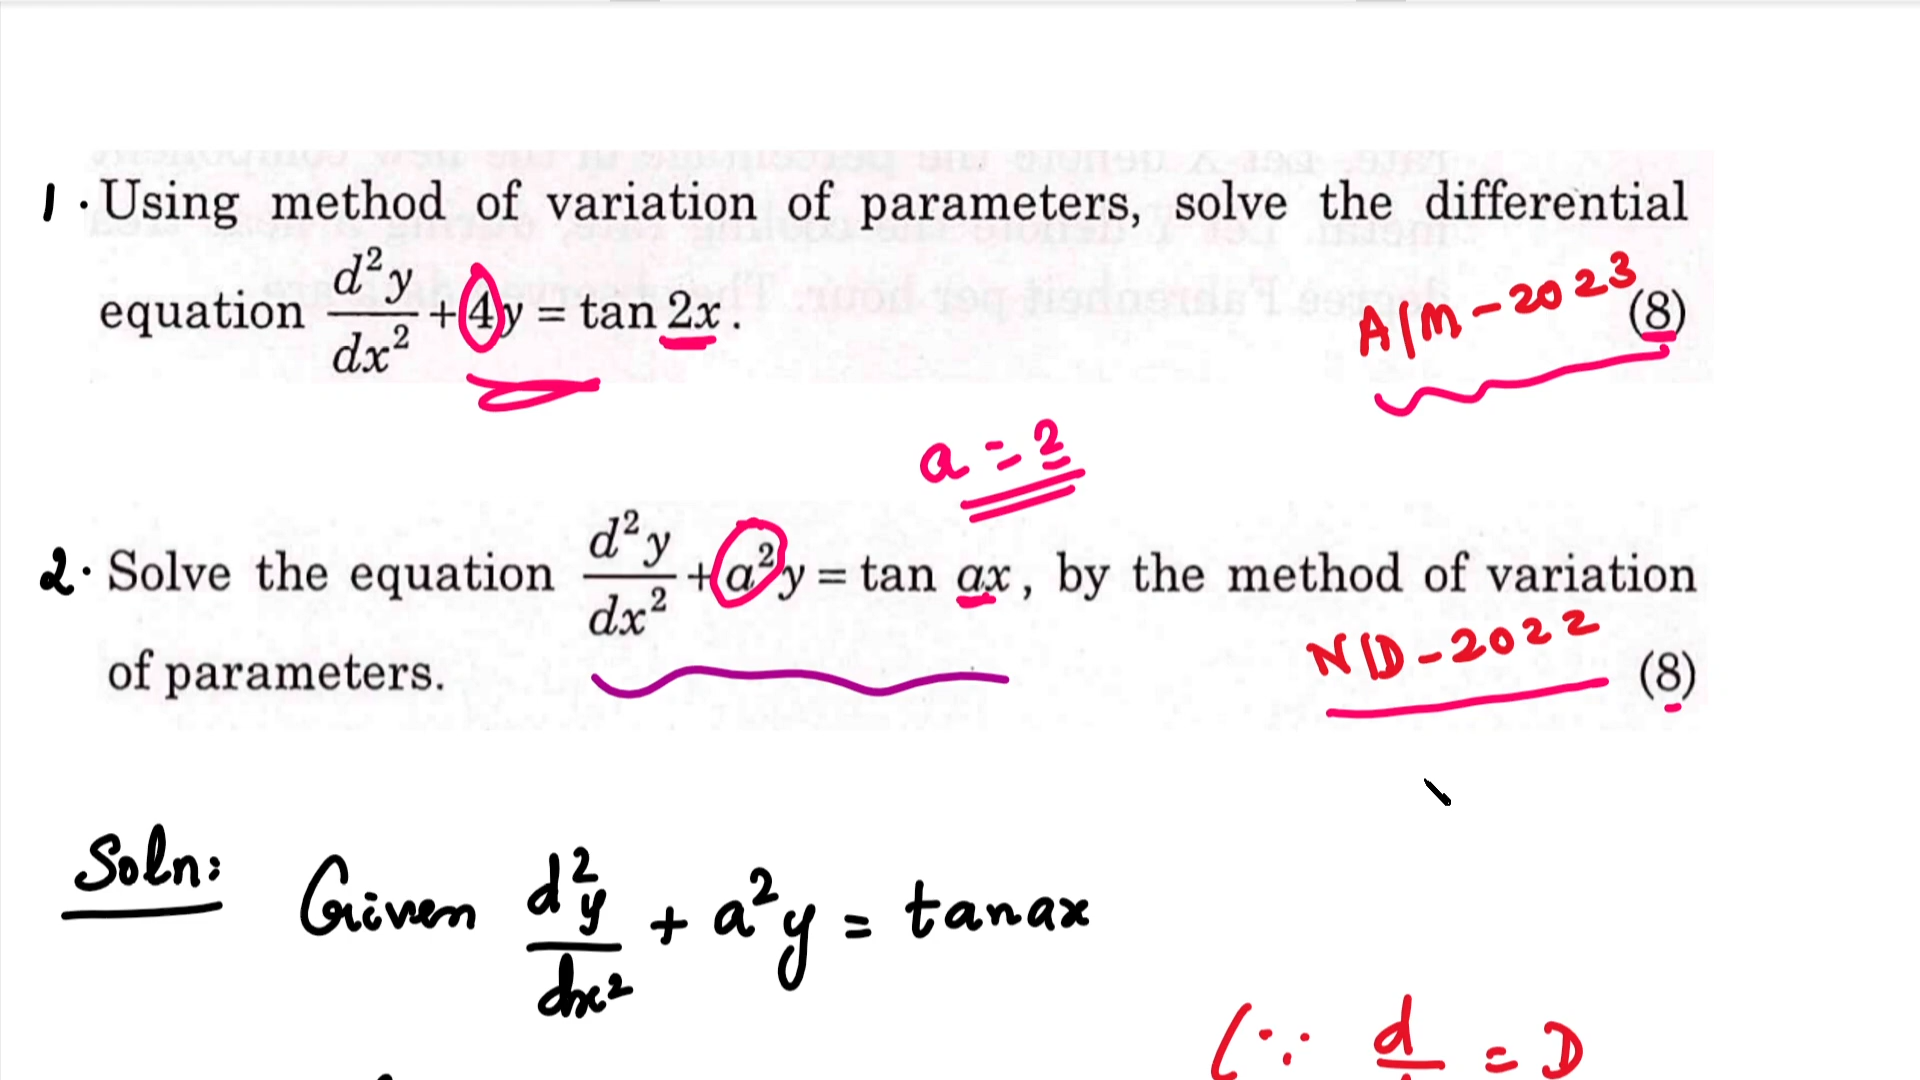 1. Using method of variation of parameters, solve the differential
equation d²y/dx² + 4y = tan 2x. A/M-2023 (8)
a=2
2. Solve the equation d²y/dx² + a²y = tan ax, by the method of variation
of parameters. N/D-2022 (8)
Soln: Given d²y/dx² + a²y = tanax
(∵ d = D